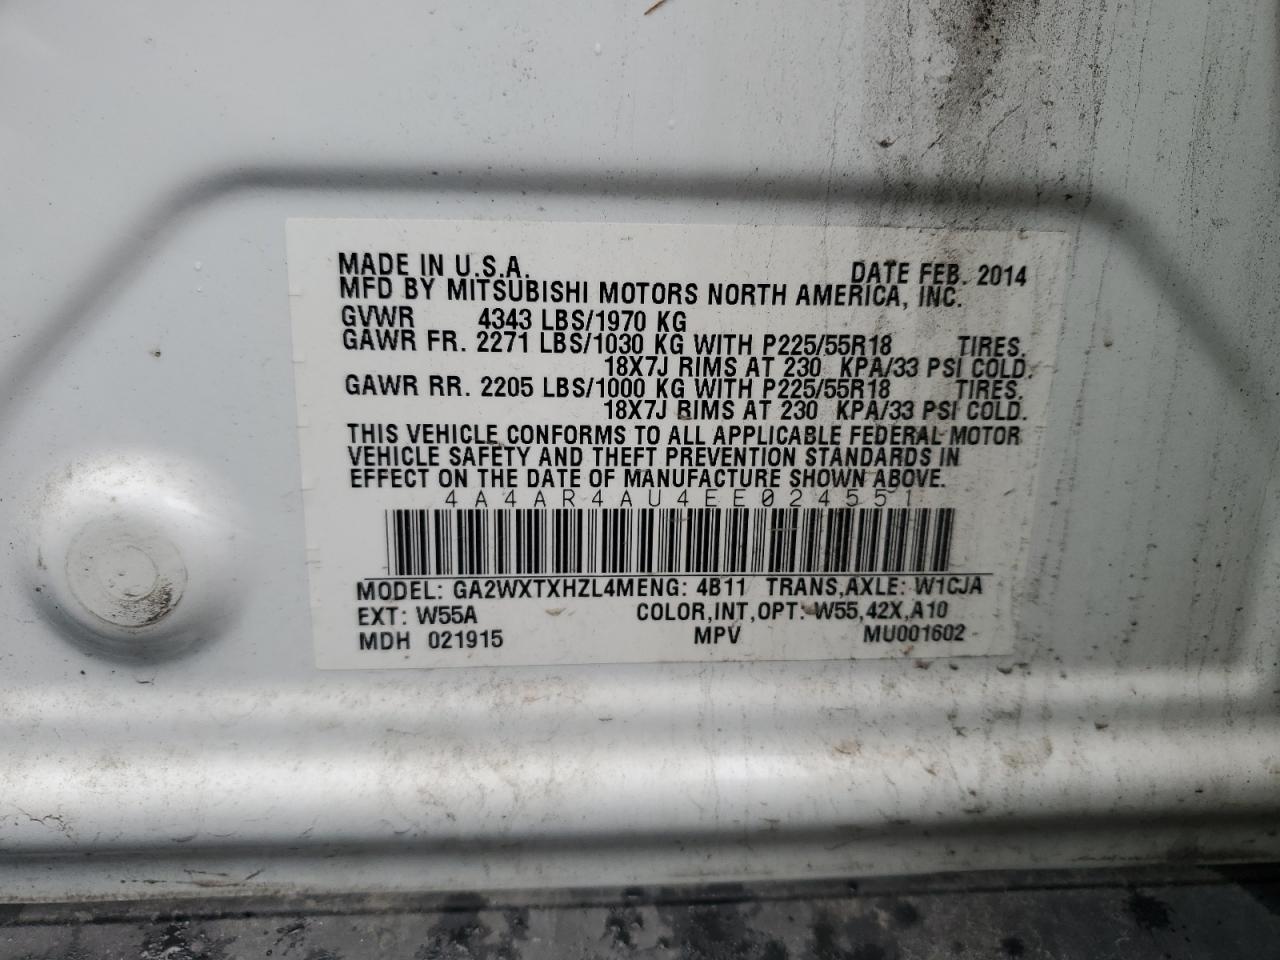 MADE IN U.S.A. DATE FEB. 2014
MFD BY MITSUBISHI MOTORS NORTH AMERICA, INC.
GVWR 4343 LBS/1970 KG
GAWR FR. 2271 LBS/1030 KG WITH P225/55R18 TIRES,
18X7J RIMS AT 230 KPA/33 PSI COLD.
GAWR RR. 2205 LBS/1000 KG WITH P225/55R18 TIRES.
18X7J RIMS AT 230 KPA/33 PSI COLD.
THIS VEHICLE CONFORMS TO ALL APPLICABLE FEDERAL MOTOR
VEHICLE SAFETY AND THEFT PREVENTION STANDARDS IN
EFFECT ON THE DATE OF MANUFACTURE SHOWN ABOVE.
4A4AR4AU4EE024551
MODEL: GA2WXTXHZL4MENG: 4B11 TRANS,AXLE: W1CJA
EXT: W55A COLOR,INT,OPT: W55,42X,A10
MDH 021915 MPV MU001602